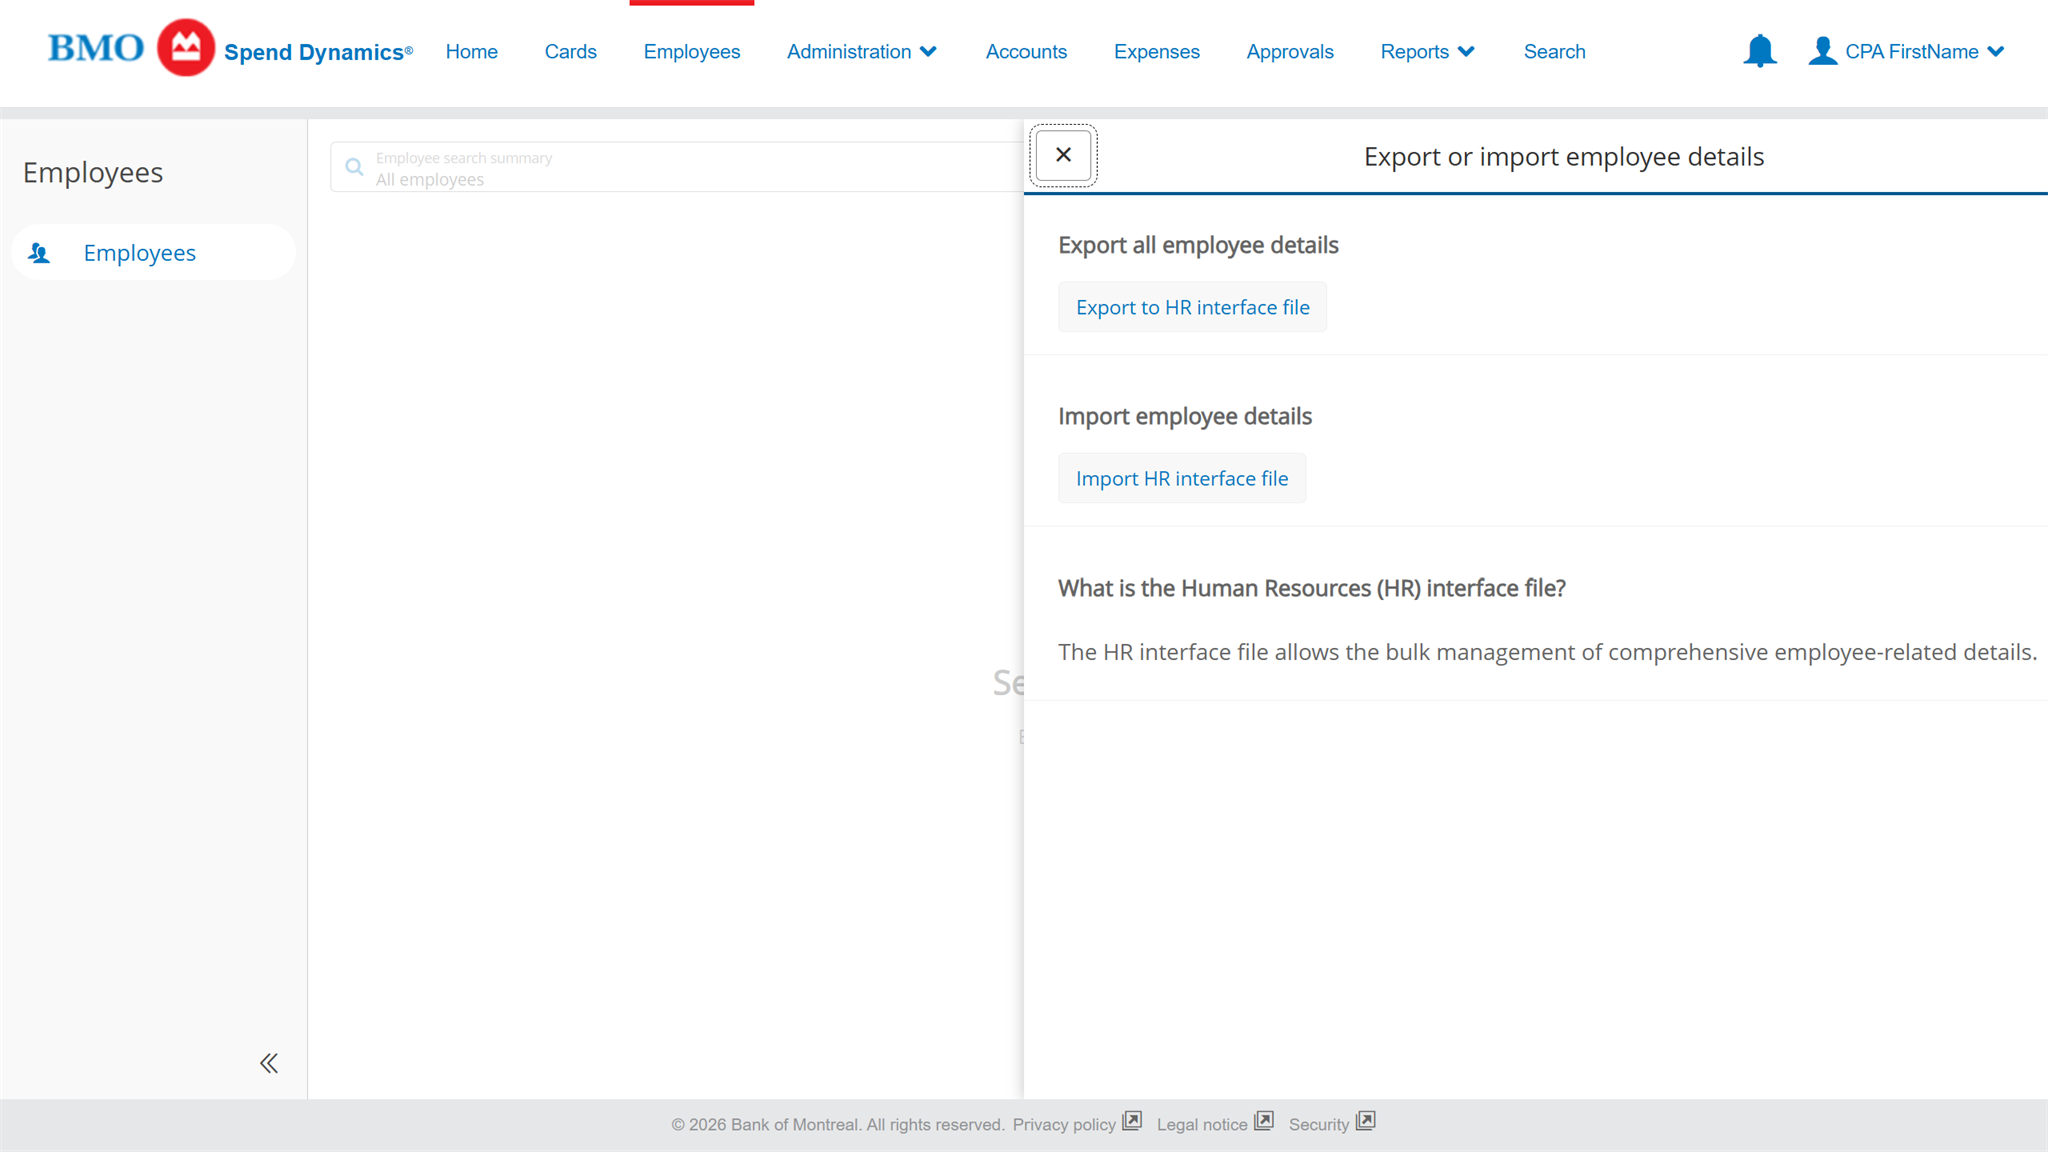 BMO Spend Dynamics®
Home
Cards
Employees
Administration
Accounts
Expenses
Approvals
Reports
Search
CPA FirstName
Employees
Employees
Employee search summary
All employees
Se
Export or import employee details
Export all employee details
Export to HR interface file
Import employee details
Import HR interface file
What is the Human Resources (HR) interface file?
The HR interface file allows the bulk management of comprehensive employee-related details.
© 2026 Bank of Montreal. All rights reserved. Privacy policy Legal notice Security